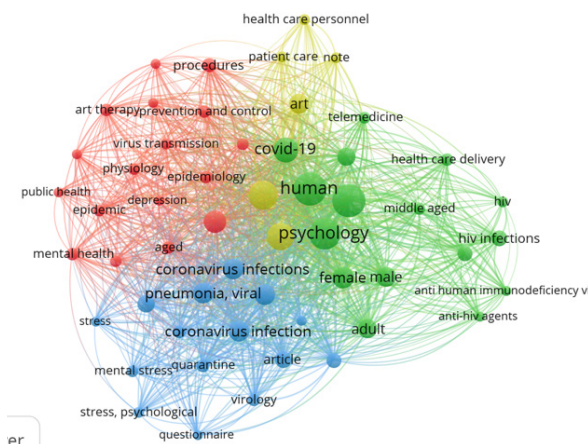 health care personnel
patient care
note
procedures
art
art therapy
prevention and control
telemedicine
virus transmission
covid-19
health care delivery
physiology
epidemiology
human
public health
depression
middle aged
hiv
epidemic
psychology
hiv infections
aged
mental health
coronavirus infections
female
male
pneumonia, viral
anti human immunodeficiency v
stress
anti-hiv agents
coronavirus infection
adult
article
quarantine
mental stress
virology
stress, psychological
questionnaire
er